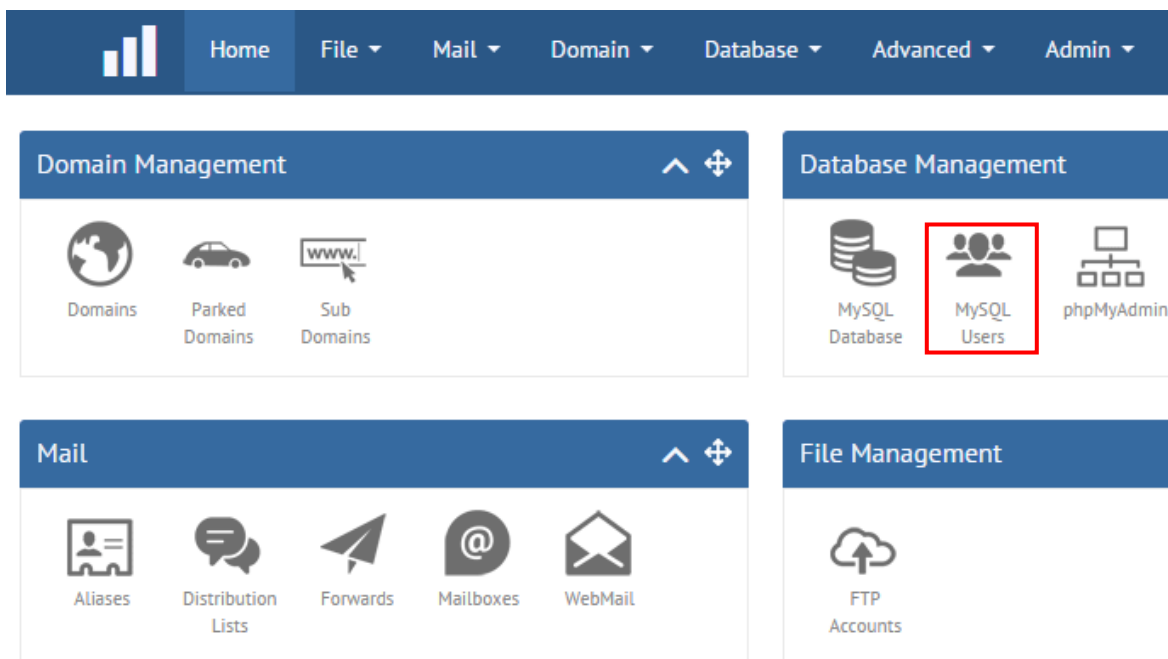 Home File Mail Domain Database Advanced Admin
Domain Management
Domains
Parked
Domains
www.
Sub
Domains
Database Management
MySQL
Database
MySQL
Users
phpMyAdmin
Mail
Aliases
Distribution
Lists
Forwards
@
Mailboxes
WebMail
File Management
FTP
Accounts